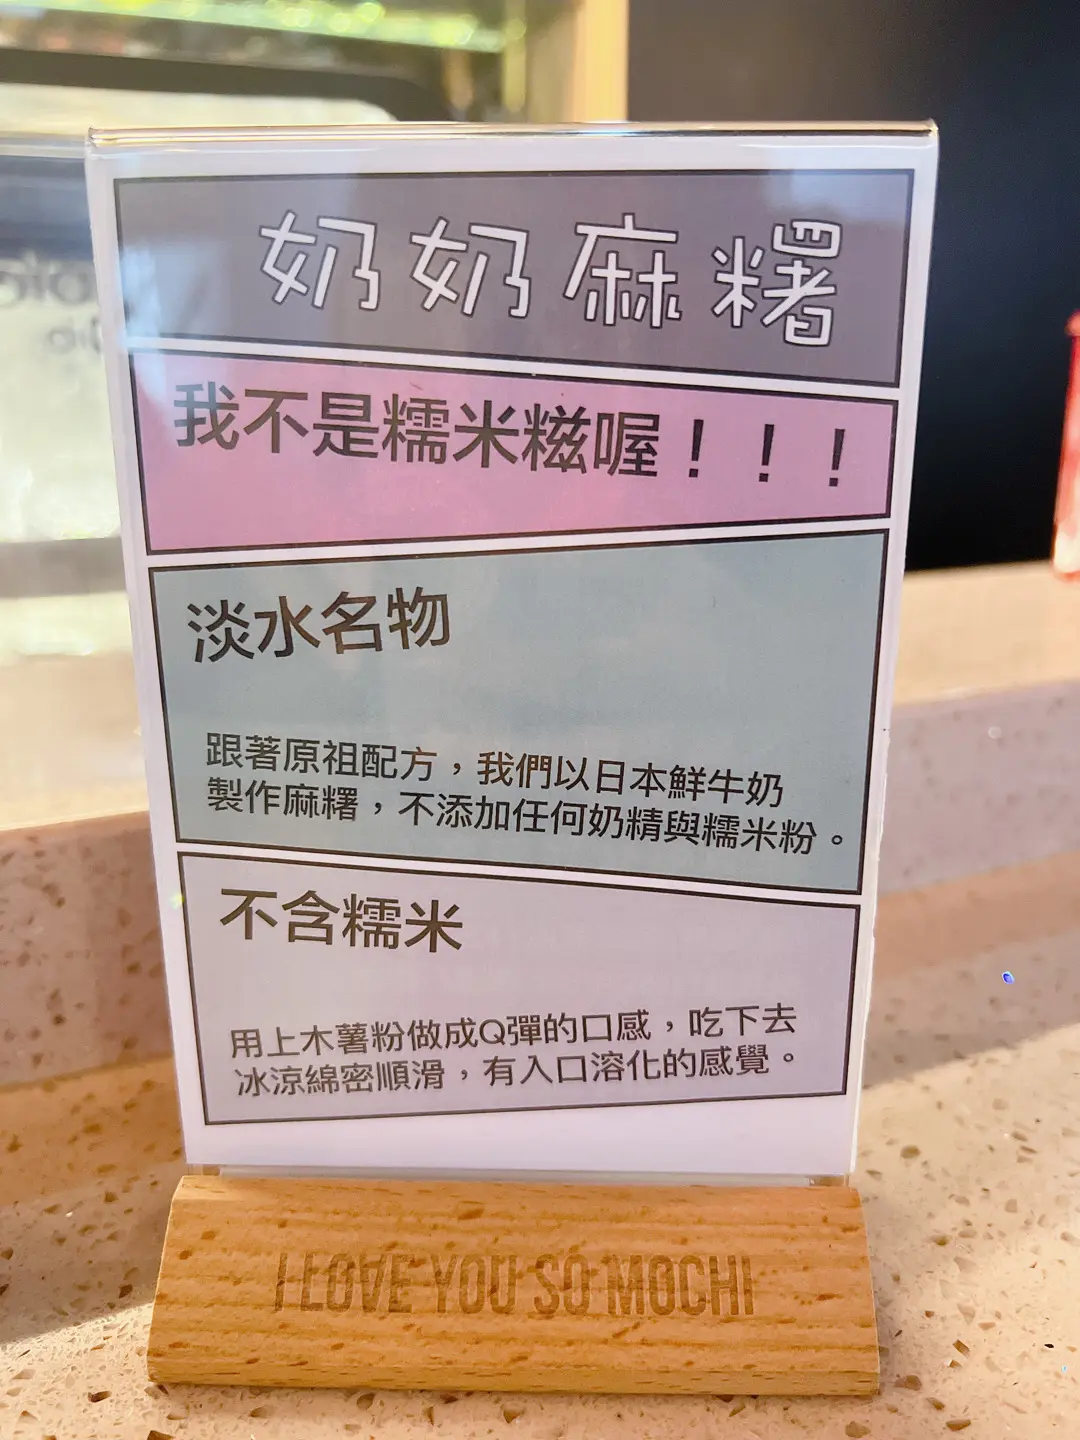 奶奶麻糬
我不是糯米糍喔！！！
淡水名物
跟著原祖配方，我們以日本鮮牛奶
製作麻糬，不添加任何奶精與糯米粉。
不含糯米
用上木薯粉做成Q彈的口感，吃下去
冰涼綿密順滑，有入口溶化的感覺。
I LOVE YOU SO MOCHI